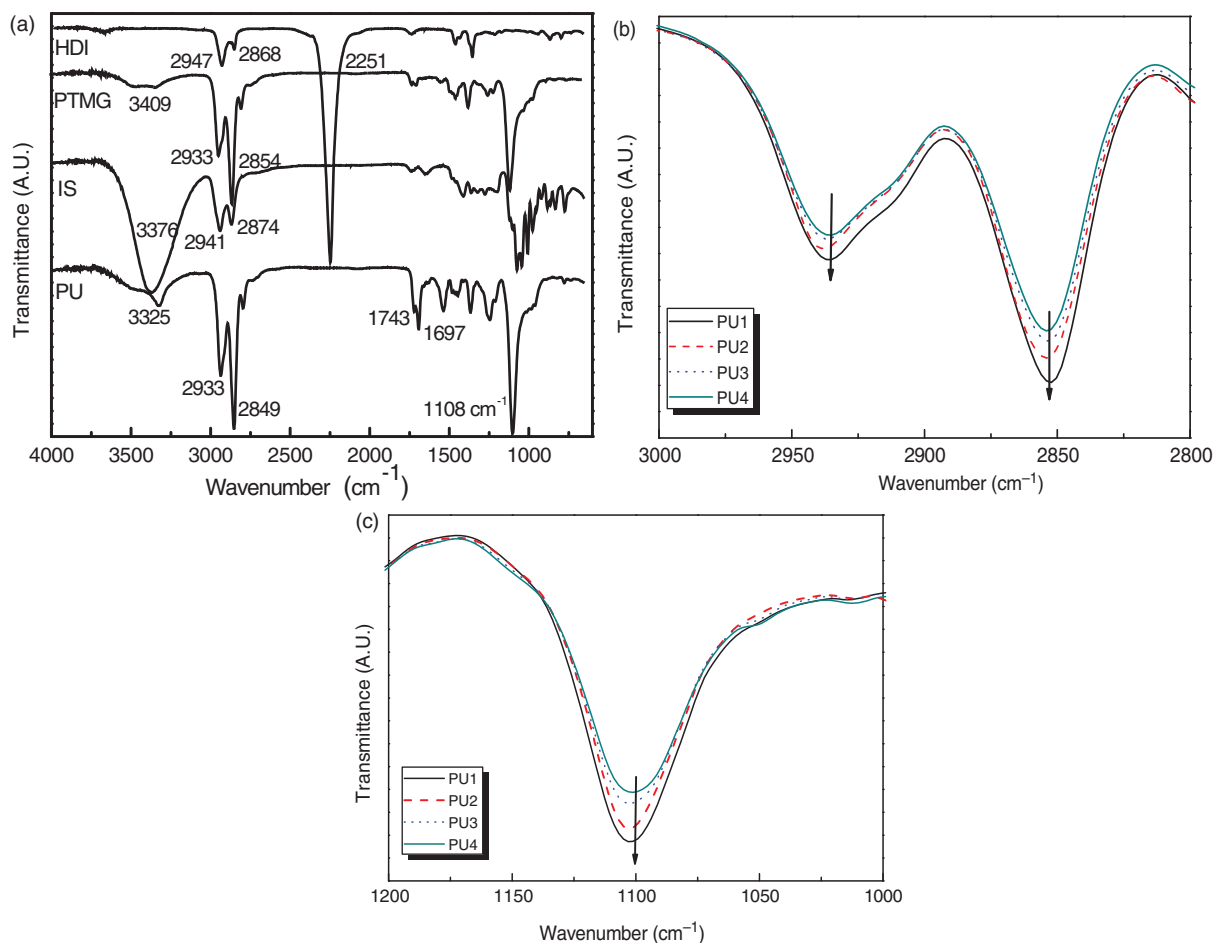 (a)
HDI
2947
2868
2251
PTMG
3409
2933
2854
IS
3376
2941
2874
PU
3325
1743
1697
2933
2849
1108 cm⁻¹
Transmittance (A.U.)
4000 3500 3000 2500 2000 1500 1000
Wavenumber (cm⁻¹)
(b)
Transmittance (A.U.)
PU1
PU2
PU3
PU4
3000 2950 2900 2850 2800
Wavenumber (cm⁻¹)
(c)
Transmittance (A.U.)
PU1
PU2
PU3
PU4
1200 1150 1100 1050 1000
Wavenumber (cm⁻¹)